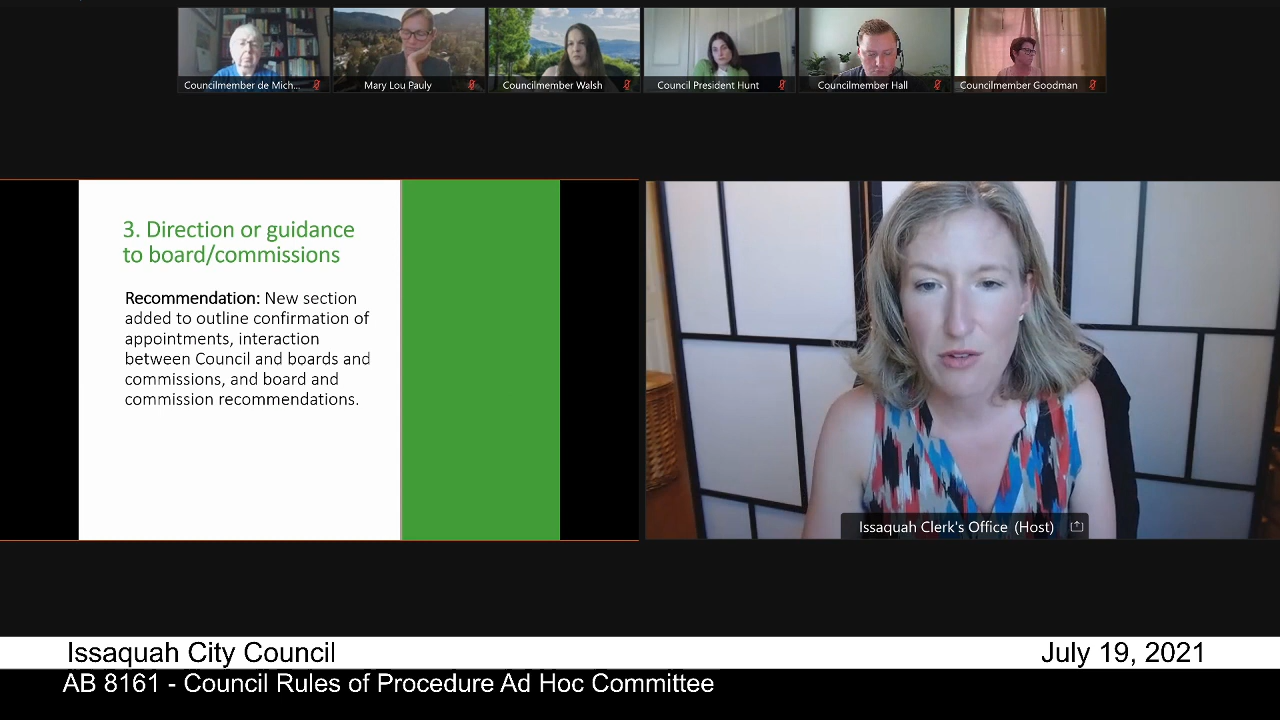 Councilmember de Mich...
Mary Lou Pauly
Councilmember Walsh
Council President Hunt
Councilmember Hall
Councilmember Goodman
3. Direction or guidance
to board/commissions
Recommendation: New section
added to outline confirmation of
appointments, interaction
between Council and boards and
commissions, and board and
commission recommendations.
Issaquah Clerk's Office (Host)
Issaquah City Council
July 19, 2021
AB 8161 - Council Rules of Procedure Ad Hoc Committee